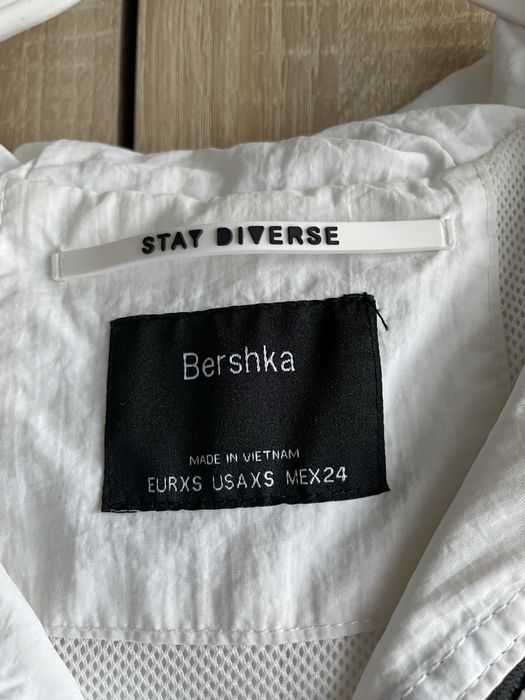 STAY DIVERSE
Bershka
MADE IN VIETNAM
EURXS USAXS MEX24